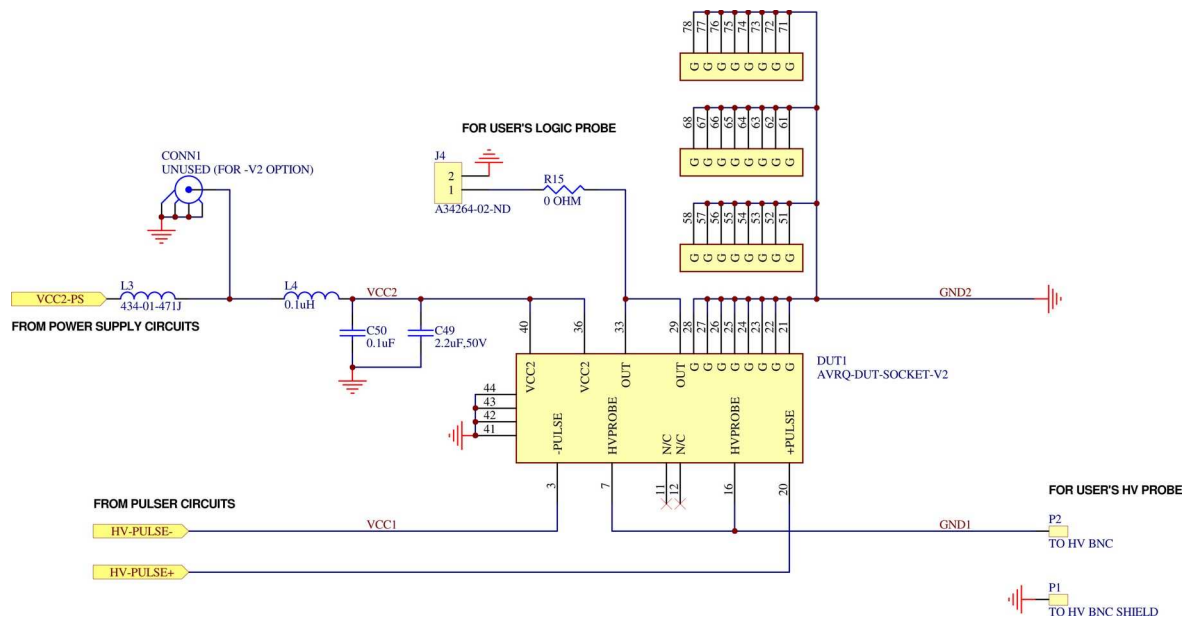 78 77 76 75 74 73 72 71
G G G G G G G G
68 67 66 65 64 63 62 61
G G G G G G G G
58 57 56 55 54 53 52 51
G G G G G G G G
FOR USER'S LOGIC PROBE
J4
2
1
A34264-02-ND
R15
0 OHM
CONN1
UNUSED (FOR -V2 OPTION)
VCC2-PS
FROM POWER SUPPLY CIRCUITS
L3
434-01-471J
L4
0.1uH
VCC2
C50
0.1uF
C49
2.2uF,50V
GND2
40 36 33 29 28 27 26 25 24 23 22 21
VCC2 VCC2 OUT OUT G G G G G G G G
DUT1
AVRQ-DUT-SOCKET-V2
44
43
42
41
-PULSE HVPROBE N/C N/C HVPROBE +PULSE
3 7 11 12 16 20
FROM PULSER CIRCUITS
HV-PULSE-
VCC1
GND1
HV-PULSE+
FOR USER'S HV PROBE
P2
TO HV BNC
P1
TO HV BNC SHIELD